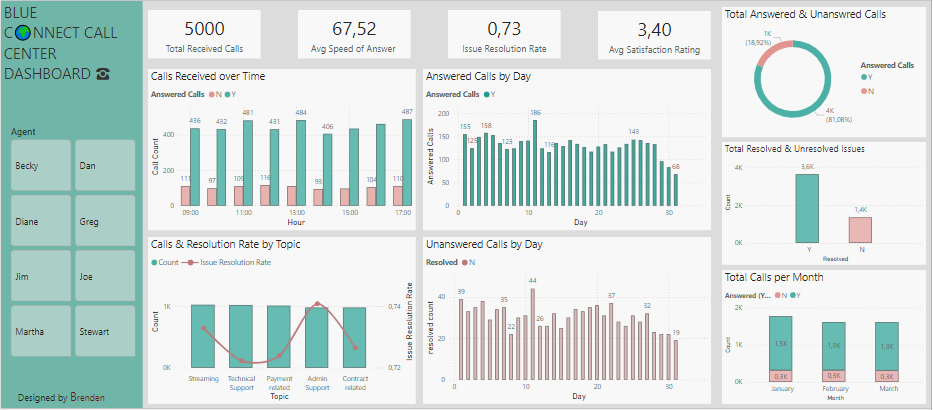 BLUE
C🌍NNECT CALL
CENTER
DASHBOARD ☎
Agent
Becky
Dan
Diane
Greg
Jim
Joe
Martha
Stewart
Designed by Brenden
5000
Total Received Calls
67,52
Avg Speed of Answer
0,73
Issue Resolution Rate
3,40
Avg Satisfaction Rating
Calls Received over Time
Answered Calls N Y
Call Count
400
200
0
436 432 481 431 484 406 487
111 97 109 116 93 104 110
09:00 11:00 13:00 15:00 17:00
Hour
Answered Calls by Day
Answered Calls Y
Answered Calls
200
150
100
50
0
155 125 158 123 186 116 143 68
0 10 20 30
Day
Calls & Resolution Rate by Topic
Count Issue Resolution Rate
Count
1K
0K
0,74
0,72
Issue Resolution Rate
Streaming
Technical
Support
Payment
related
Admin
Support
Contract
related
Topic
Unanswered Calls by Day
Resolved N
resolved count
40
20
0
39 35 22 44 26 37 32 19
0 10 20 30
Day
Total Answered & Unanswred Calls
1K
(18,92%)
4K
(81,08%)
Answered Calls
Y
N
Total Resolved & Unresolved Issues
Count
4K
2K
0K
3,6K
1,4K
Y N
Resolved
Total Calls per Month
Answered (Y... N Y
Count
2K
1K
0K
1,5K 1,3K 1,3K
0,3K 0,3K 0,3K
January February March
Month